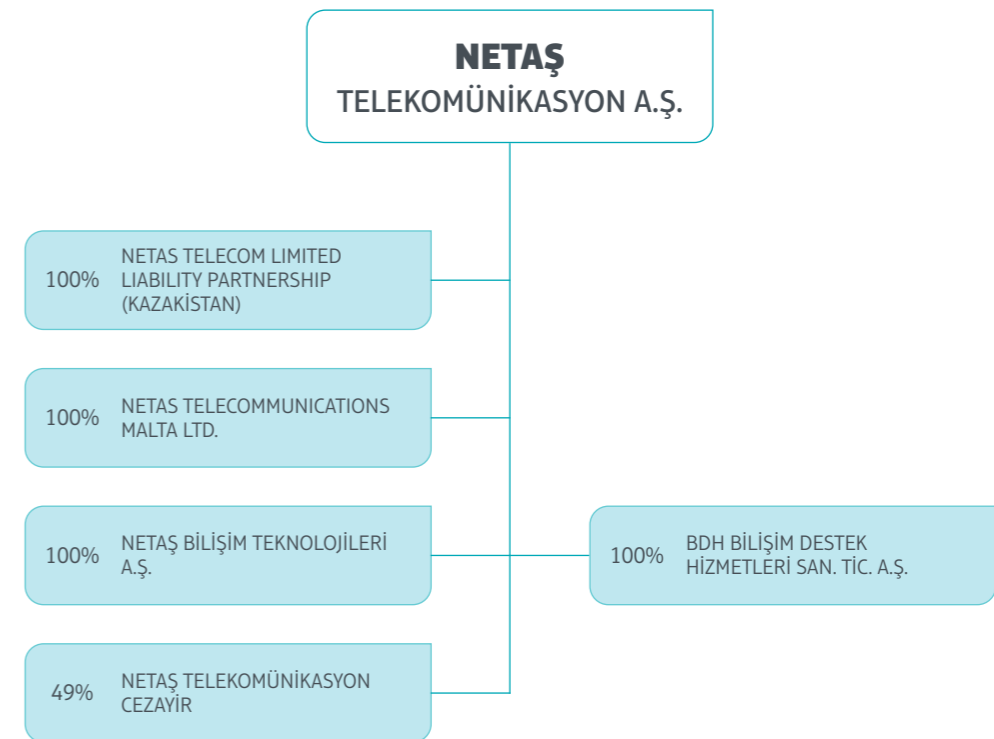 NETAŞ
TELEKOMÜNİKASYON A.Ş.
100%
NETAS TELECOM LIMITED
LIABILITY PARTNERSHIP
(KAZAKİSTAN)
100%
NETAS TELECOMMUNICATIONS
MALTA LTD.
100%
NETAŞ BİLİŞİM TEKNOLOJİLERİ
A.Ş.
100%
BDH BİLİŞİM DESTEK
HİZMETLERİ SAN. TİC. A.Ş.
49%
NETAŞ TELEKOMÜNİKASYON
CEZAYİR